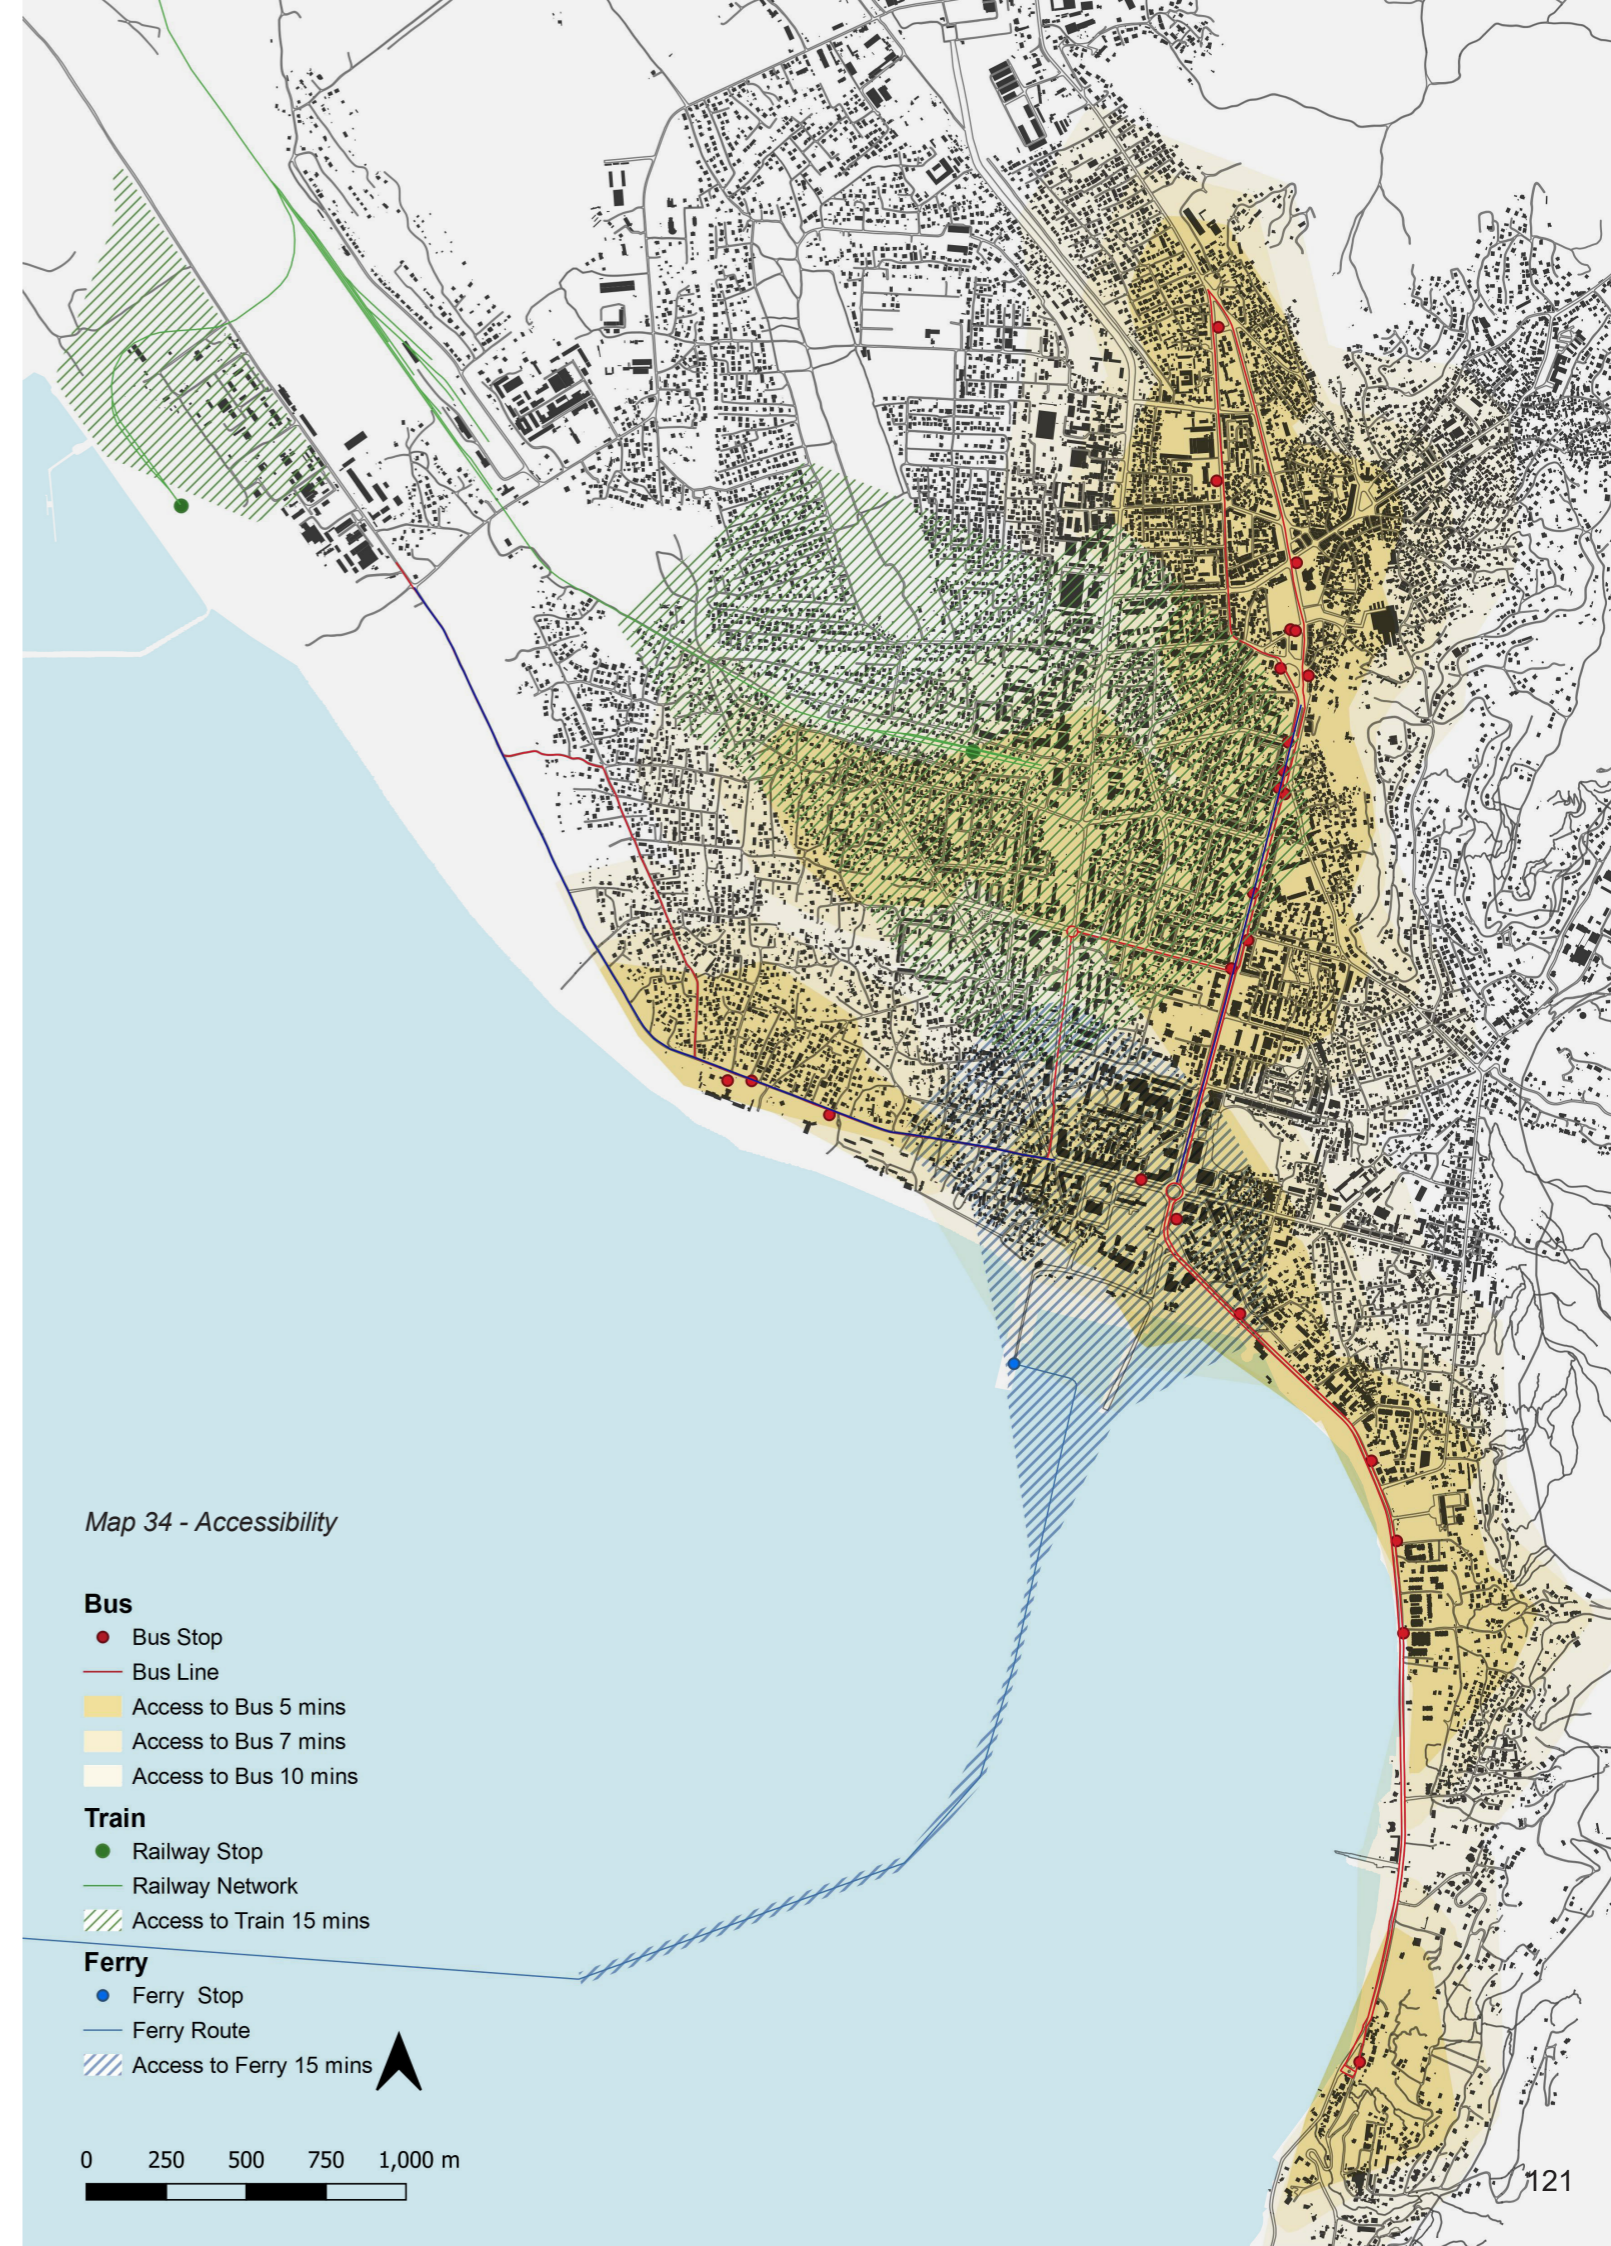 Map 34 - Accessibility
Bus
Bus Stop
Bus Line
Access to Bus 5 mins
Access to Bus 7 mins
Access to Bus 10 mins
Train
Railway Stop
Railway Network
Access to Train 15 mins
Ferry
Ferry Stop
Ferry Route
Access to Ferry 15 mins
0 250 500 750 1,000 m
121